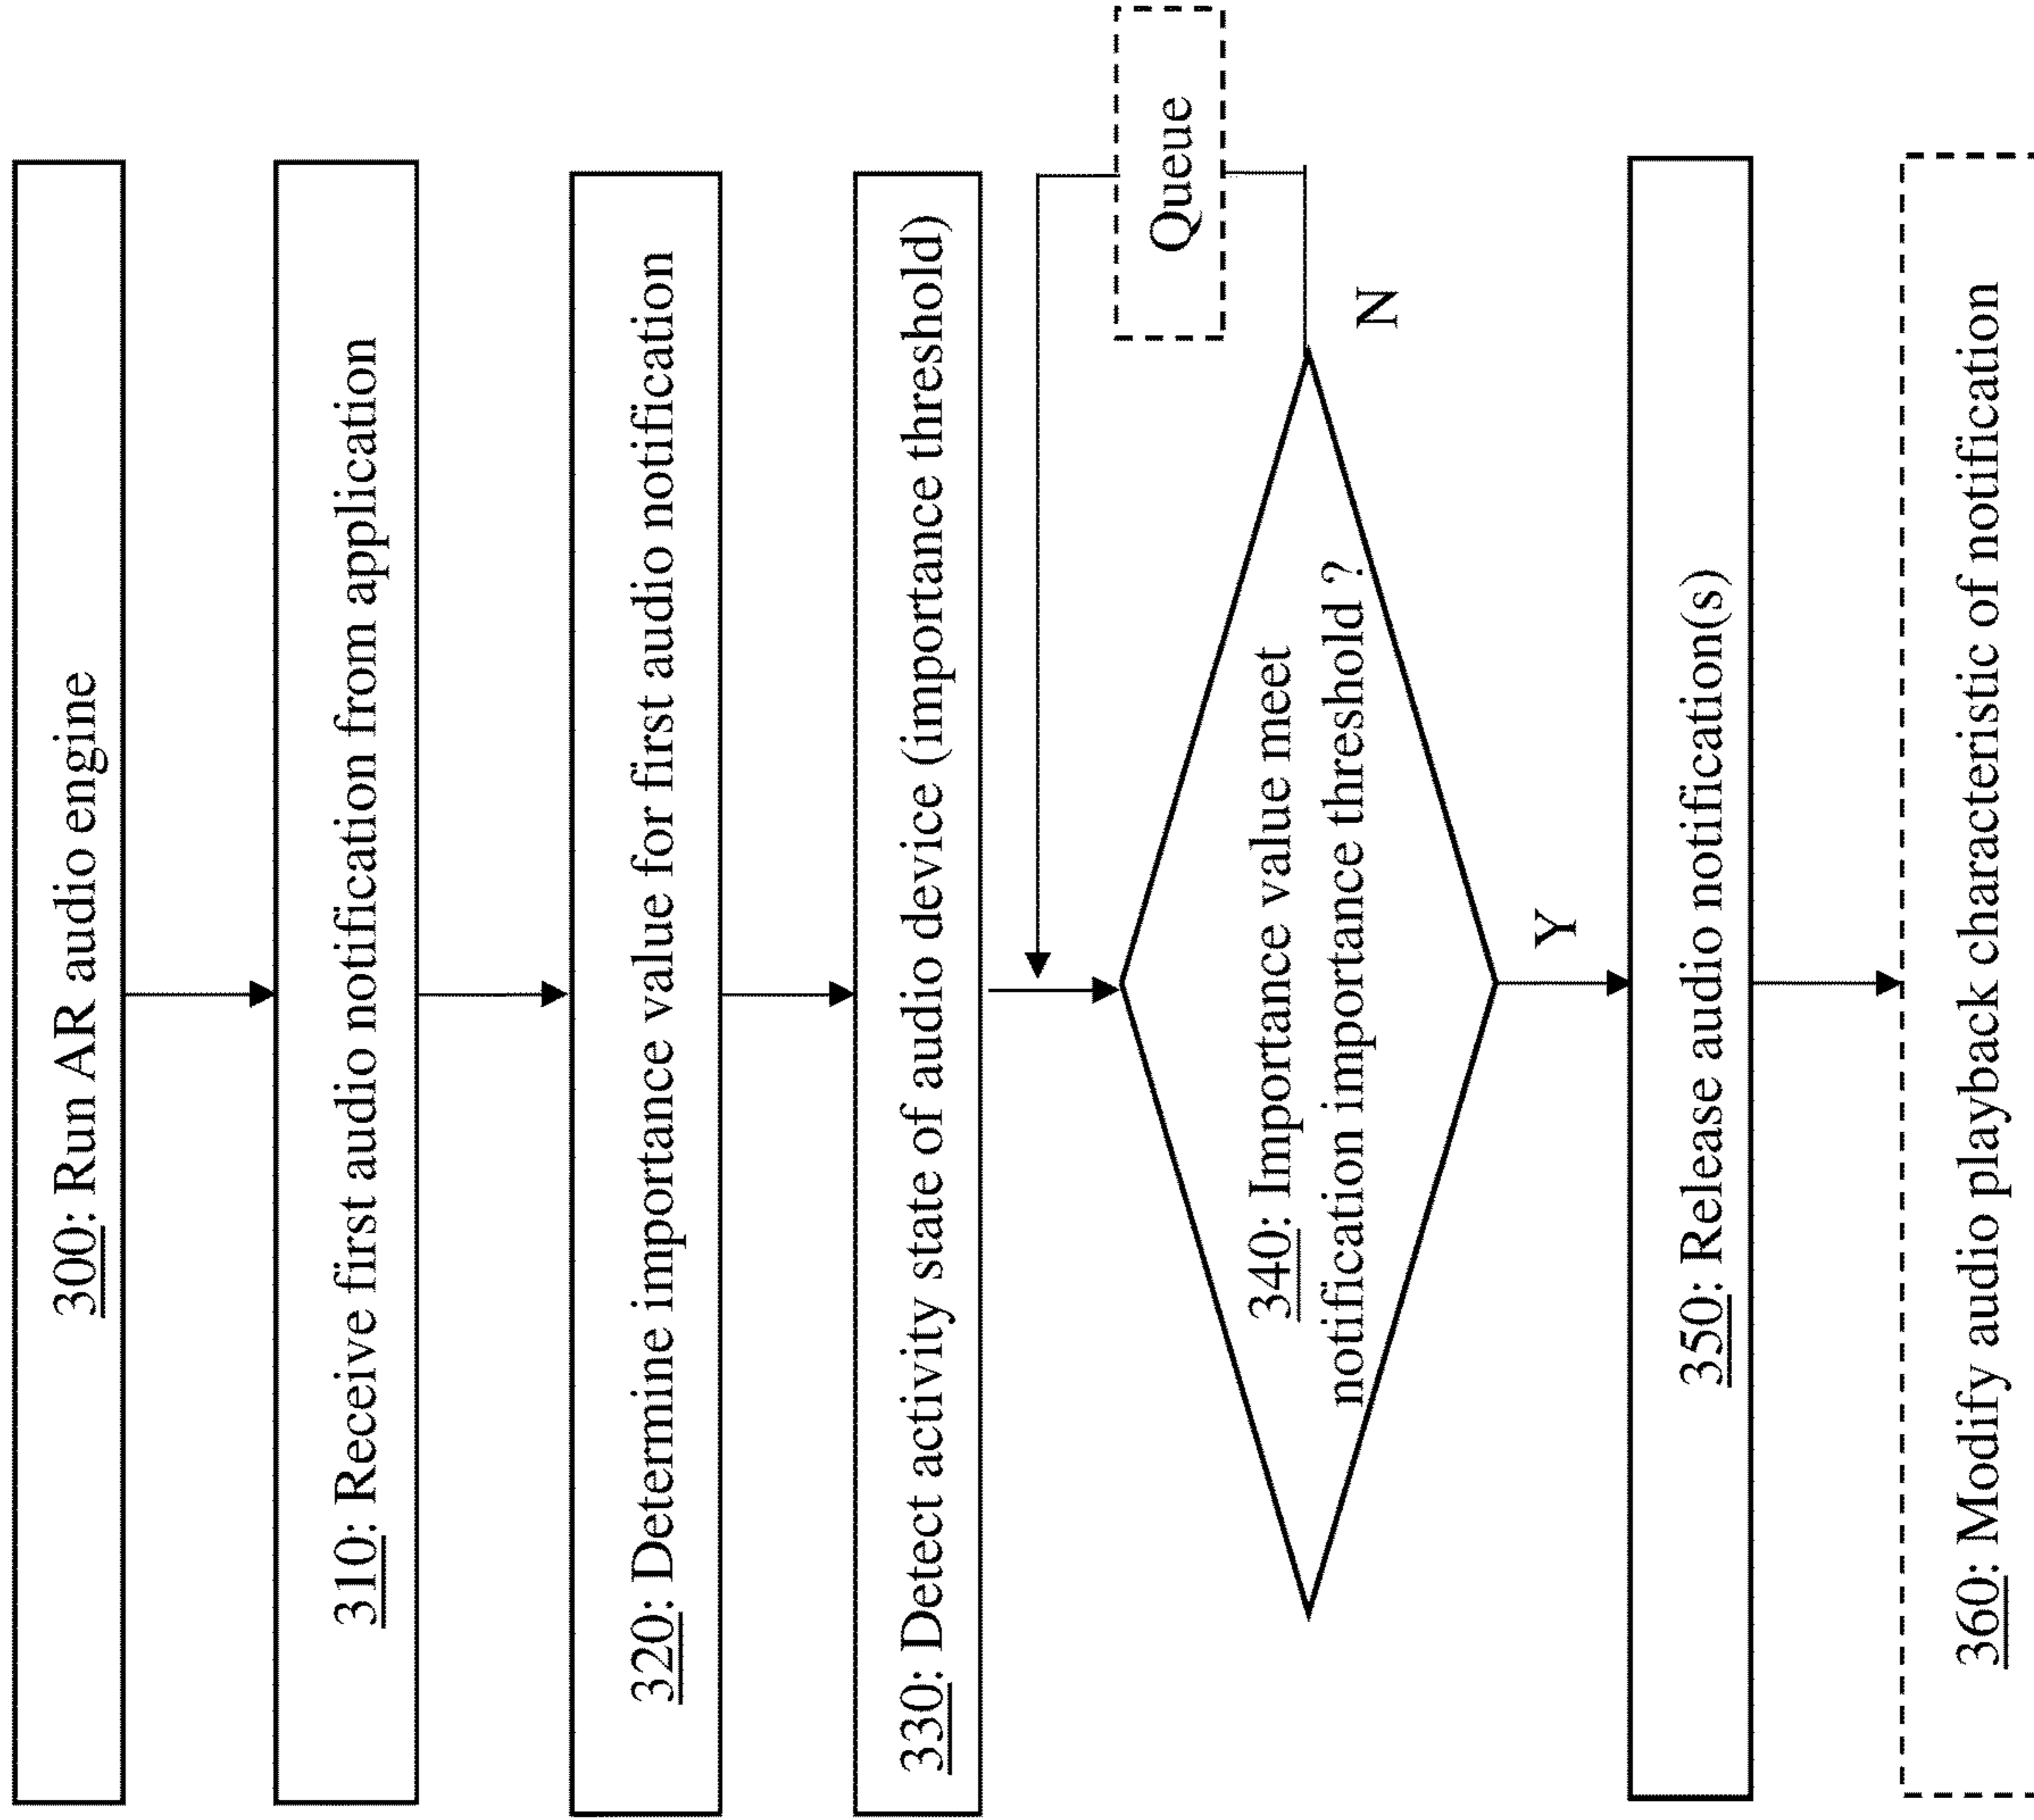 300: Run AR audio engine
310: Receive first audio notification from application
320: Determine importance value for first audio notification
330: Detect activity state of audio device (importance threshold)
Queue
340: Importance value meet
notification importance threshold ?
N
Y
350: Release audio notification(s)
360: Modify audio playback characteristic of notification